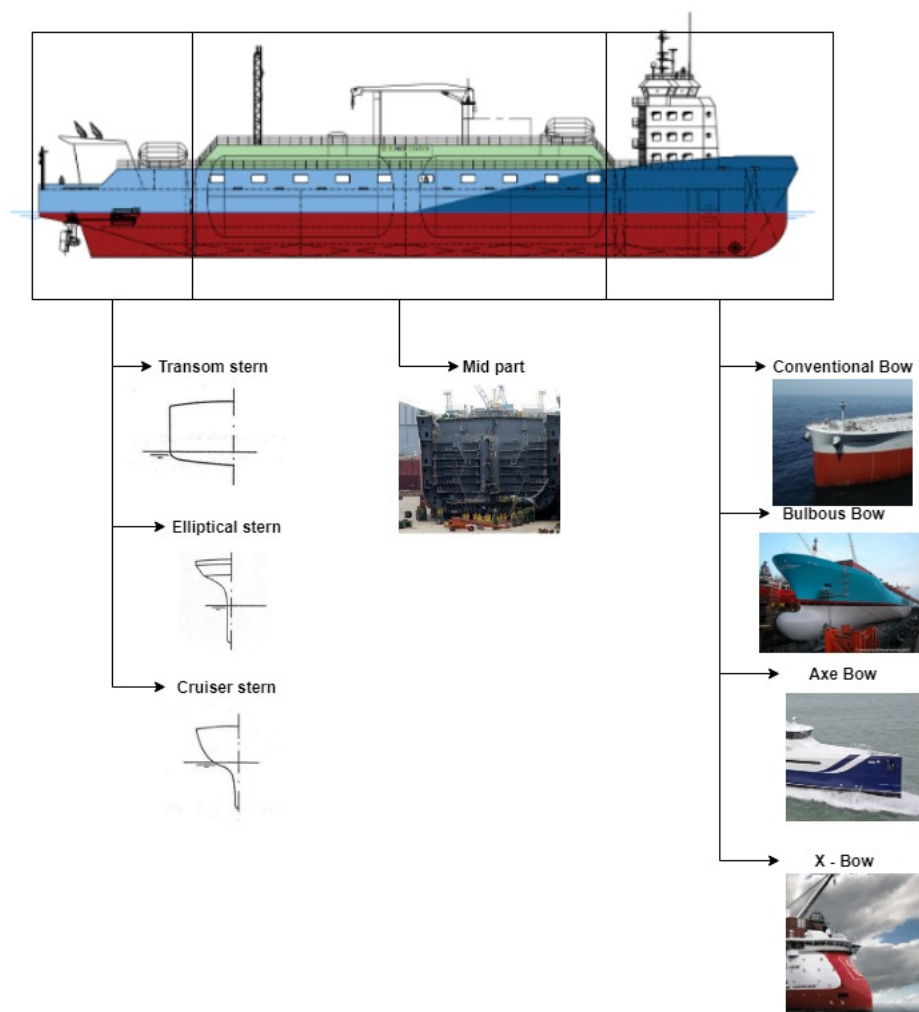 Transom stern
Mid part
Conventional Bow
Elliptical stern
Bulbous Bow
Cruiser stern
Axe Bow
X - Bow